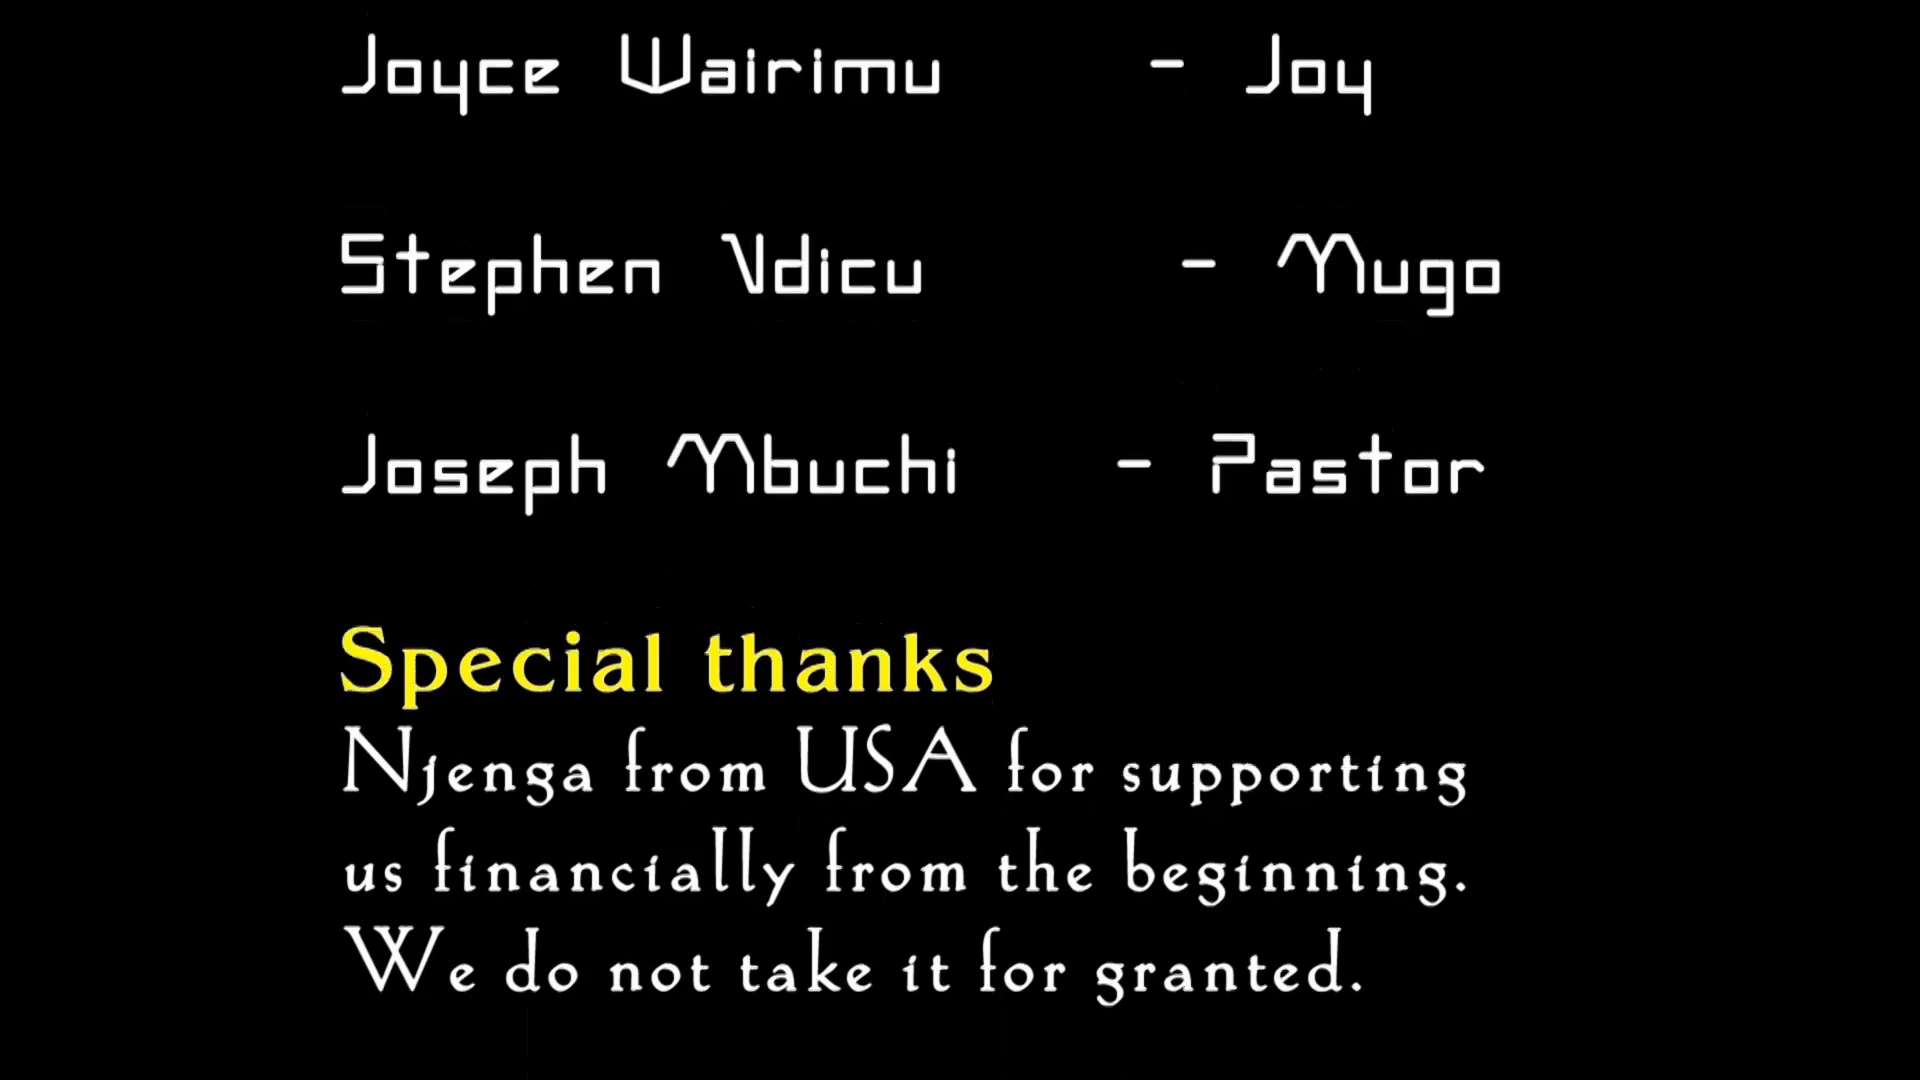 Joyce Wairimu - Joy
Stephen Ndicu - Mugo
Joseph Mbuchi - Pastor
Special thanks
Njenga from USA for supporting
us financially from the beginning.
We do not take it for granted.